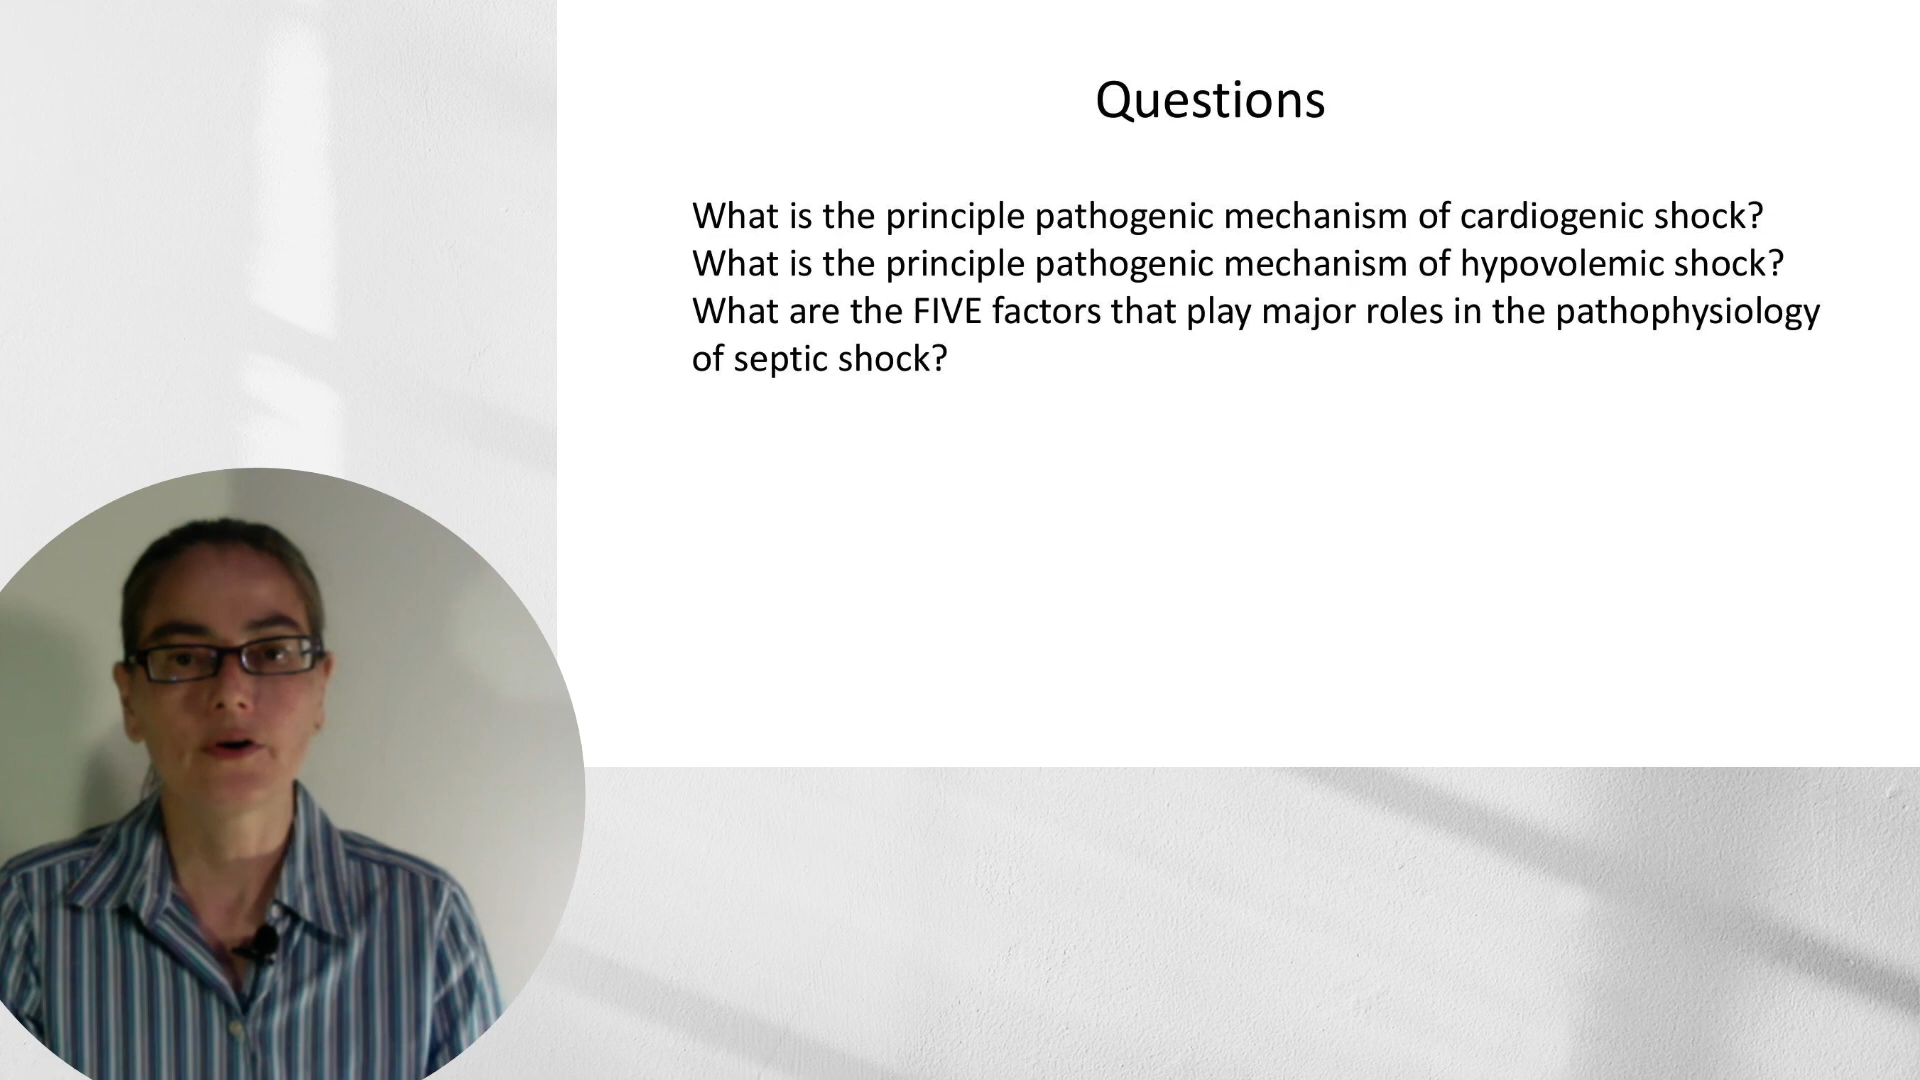 Questions
What is the principle pathogenic mechanism of cardiogenic shock?
What is the principle pathogenic mechanism of hypovolemic shock?
What are the FIVE factors that play major roles in the pathophysiology
of septic shock?